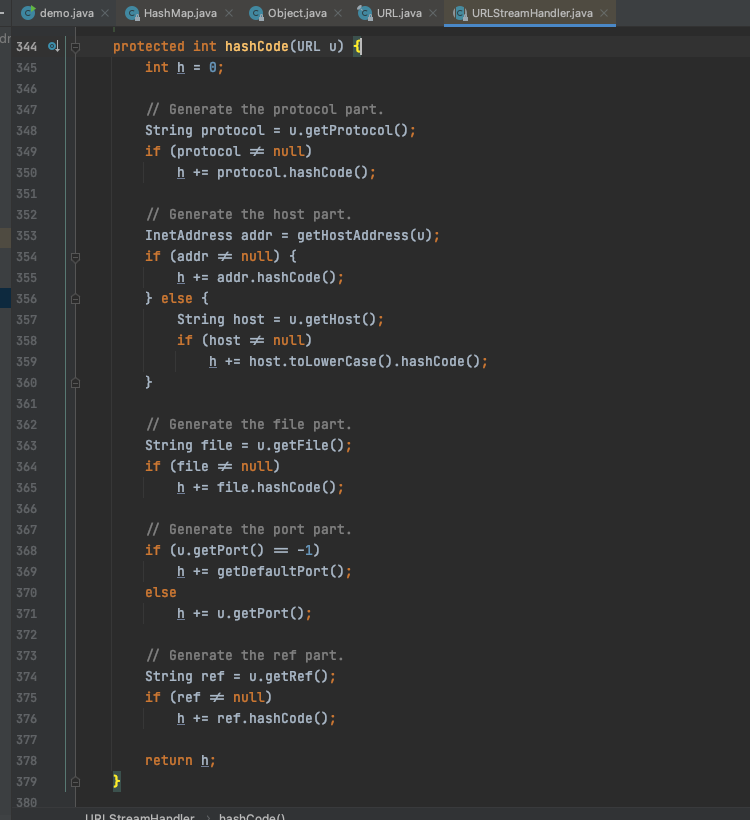 demo.java HashMap.java Object.java URL.java URLStreamHandler.java
344 protected int hashCode(URL u) {
345 int h = 0;
346
347 // Generate the protocol part.
348 String protocol = u.getProtocol();
349 if (protocol != null)
350 h += protocol.hashCode();
351
352 // Generate the host part.
353 InetAddress addr = getHostAddress(u);
354 if (addr != null) {
355 h += addr.hashCode();
356 } else {
357 String host = u.getHost();
358 if (host != null)
359 h += host.toLowerCase().hashCode();
360 }
361
362 // Generate the file part.
363 String file = u.getFile();
364 if (file != null)
365 h += file.hashCode();
366
367 // Generate the port part.
368 if (u.getPort() == -1)
369 h += getDefaultPort();
370 else
371 h += u.getPort();
372
373 // Generate the ref part.
374 String ref = u.getRef();
375 if (ref != null)
376 h += ref.hashCode();
377
378 return h;
379 }
380
URLStreamHandler > hashCode()